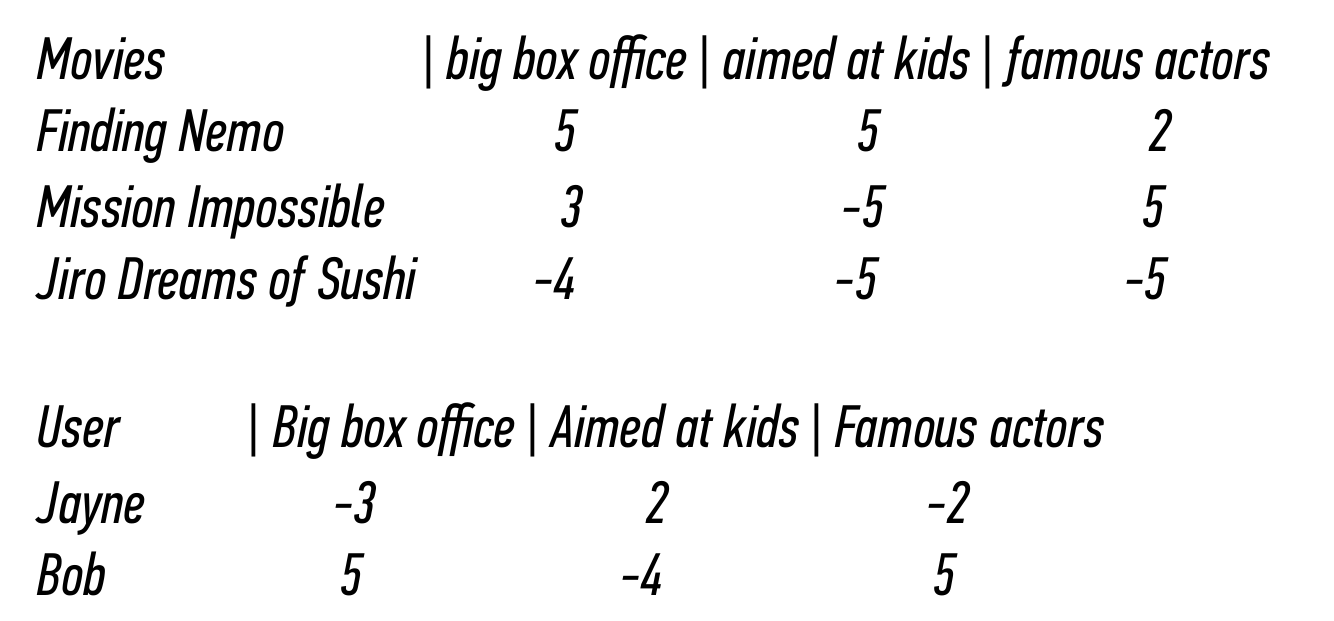 Movies | big box office | aimed at kids | famous actors
Finding Nemo 5 5 2
Mission Impossible 3 -5 5
Jiro Dreams of Sushi -4 -5 -5
User | Big box office | Aimed at kids | Famous actors
Jayne -3 2 -2
Bob 5 -4 5